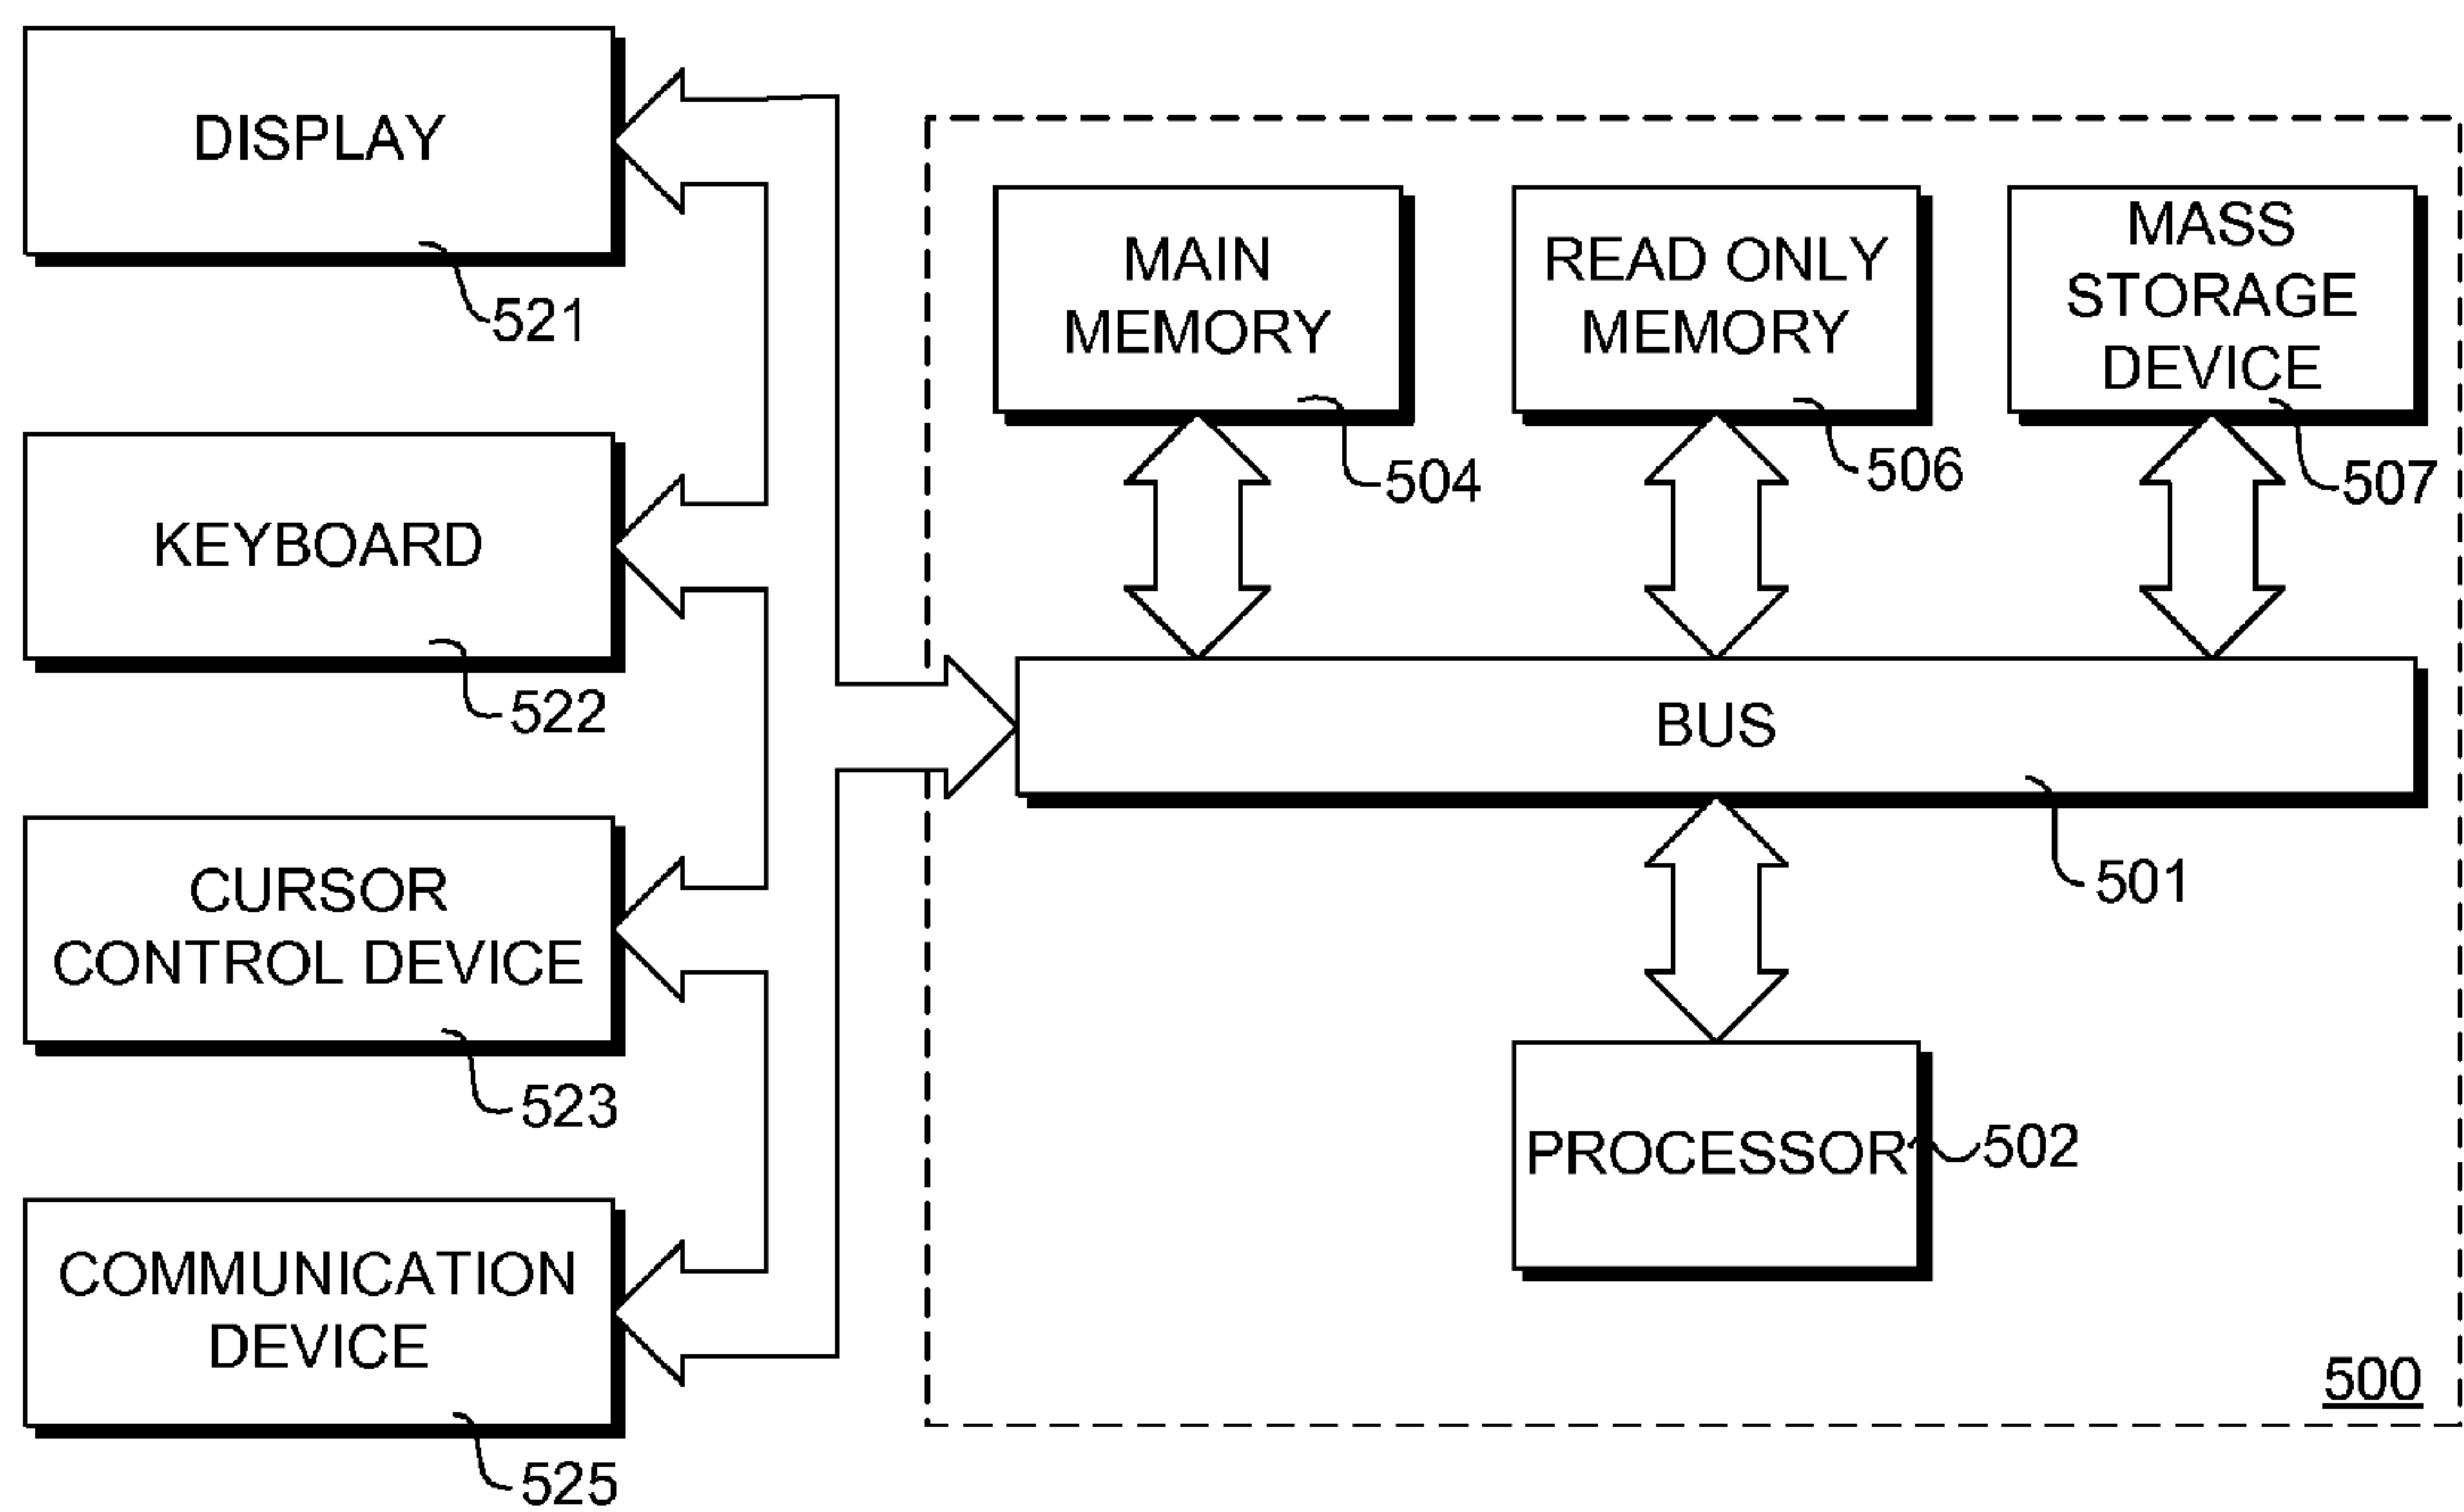 DISPLAY
521
KEYBOARD
522
CURSOR
CONTROL DEVICE
523
COMMUNICATION
DEVICE
525
MAIN
MEMORY
504
READ ONLY
MEMORY
506
MASS
STORAGE
DEVICE
507
BUS
501
PROCESSOR
502
500